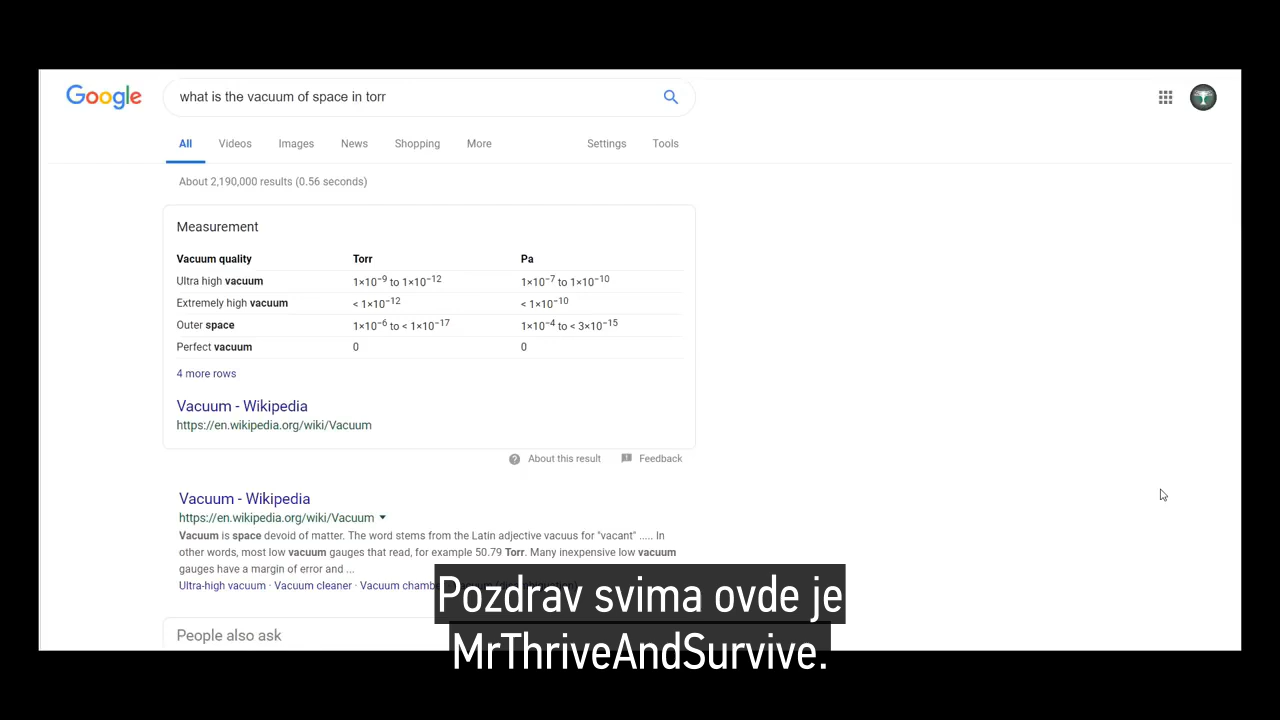 Google
what is the vacuum of space in torr
All Videos Images News Shopping More Settings Tools
About 2,190,000 results (0.56 seconds)
Measurement
Vacuum quality Torr Pa
Ultra high vacuum 1×10⁻⁹ to 1×10⁻¹² 1×10⁻⁷ to 1×10⁻¹⁰
Extremely high vacuum < 1×10⁻¹² < 1×10⁻¹⁰
Outer space 1×10⁻⁶ to < 1×10⁻¹⁷ 1×10⁻⁴ to < 3×10⁻¹⁵
Perfect vacuum 0 0
4 more rows
Vacuum - Wikipedia
https://en.wikipedia.org/wiki/Vacuum
About this result Feedback
Vacuum - Wikipedia
https://en.wikipedia.org/wiki/Vacuum
Vacuum is space devoid of matter. The word stems from the Latin adjective vacuus for "vacant" ..... In
other words, most low vacuum gauges that read, for example 50.79 Torr. Many inexpensive low vacuum
gauges have a margin of error and ...
Ultra-high vacuum · Vacuum cleaner · Vacuum
People also ask
Pozdrav svima ovde je
MrThriveAndSurvive.